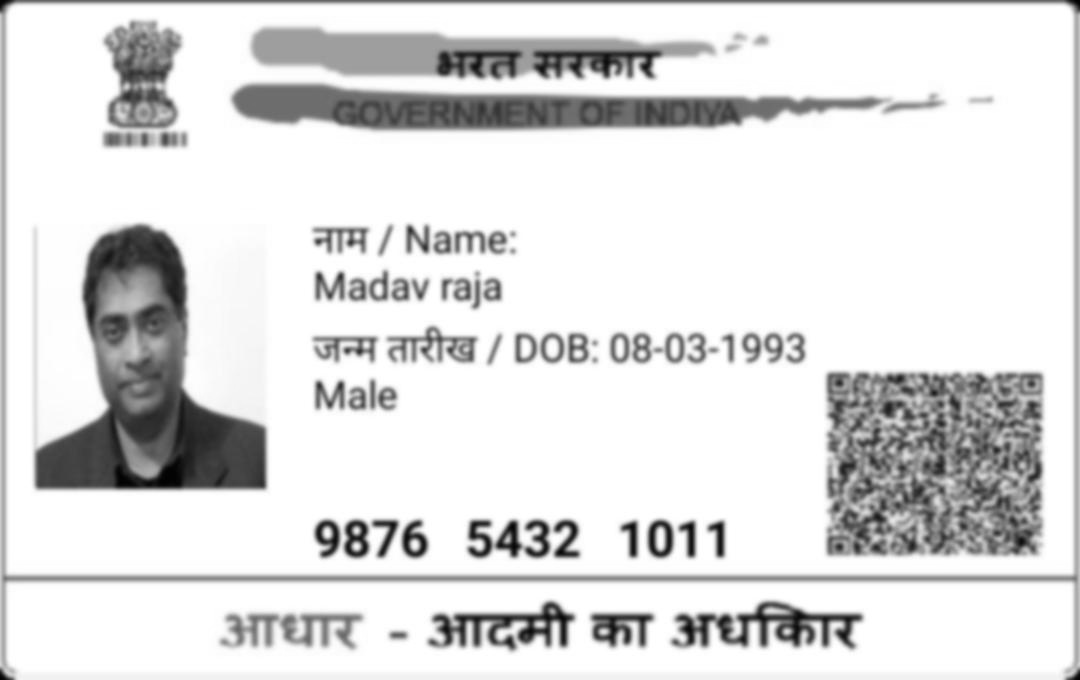 भरत सरकार
GOVERNMENT OF INDIYA
नाम / Name:
Madav raja
जन्म तारीख / DOB: 08-03-1993
Male
9876 5432 1011
आधार - आदमी का अधकिार